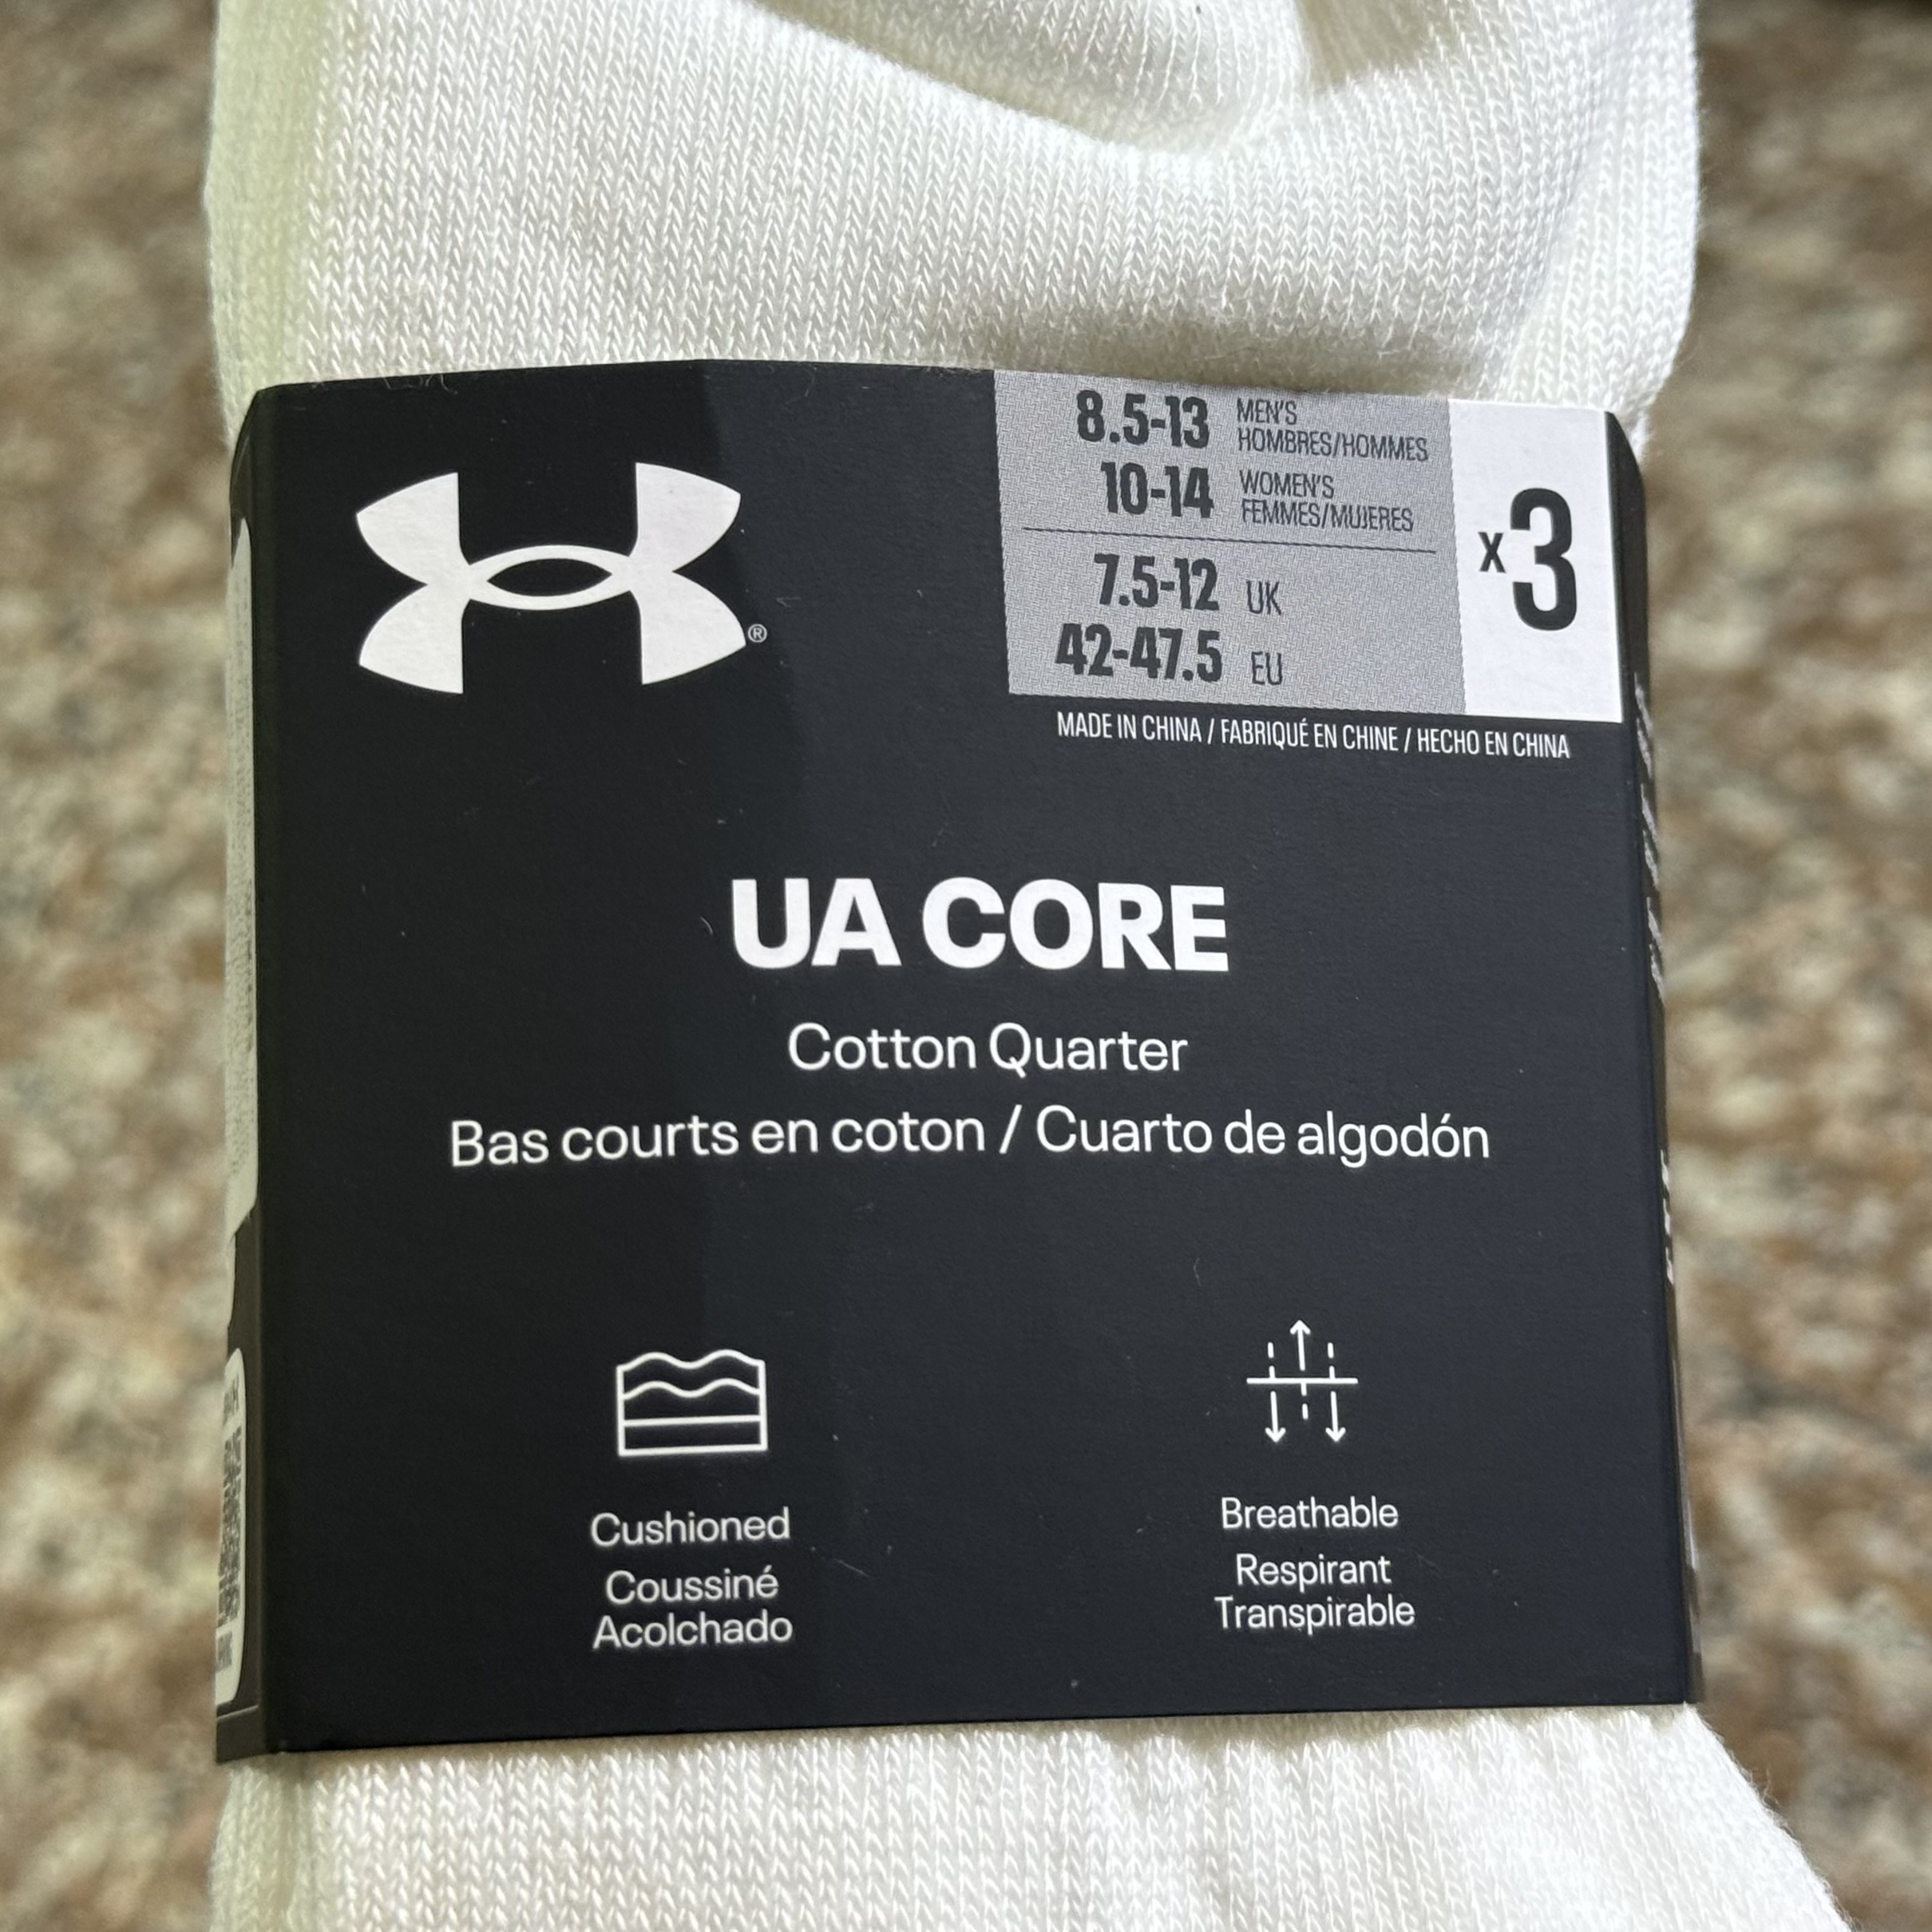 8.5-13 MEN'S
HOMBRES/HOMMES
10-14 WOMEN'S
FEMMES/MUJERES
7.5-12 UK
42-47.5 EU
x3
®
MADE IN CHINA / FABRIQUÉ EN CHINE / HECHO EN CHINA
UA CORE
Cotton Quarter
Bas courts en coton / Cuarto de algodón
Cushioned
Coussiné
Acolchado
Breathable
Respirant
Transpirable